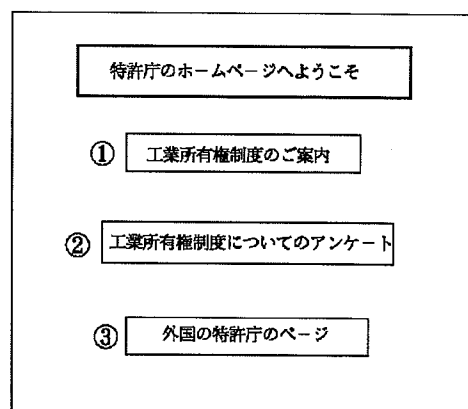 特許庁のホームページへようこそ
① 工業所有権制度のご案内
② 工業所有権制度についてのアンケート
③ 外国の特許庁のページ